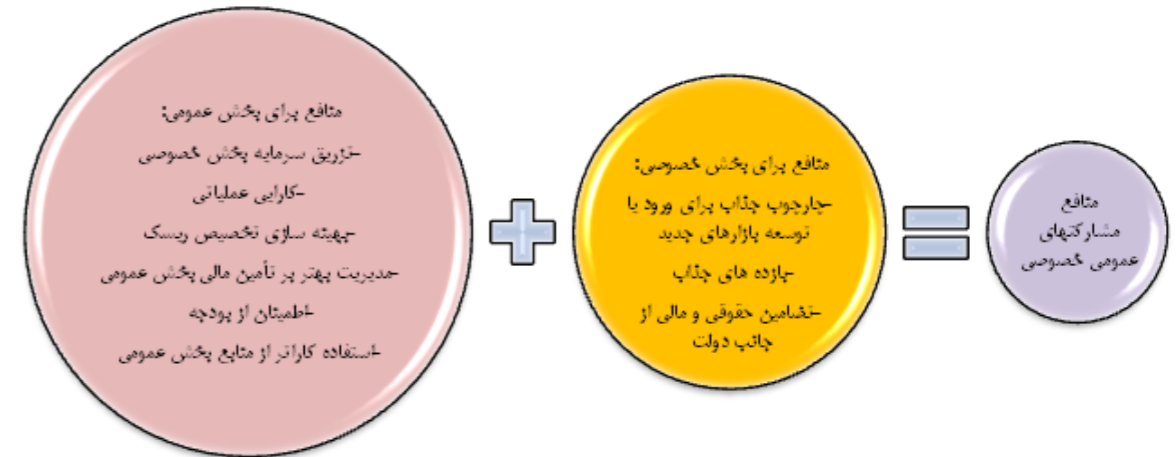 منافع برای بخش عمومی:
-تزریق سرمایه بخش خصوصی
-کارایی عملیاتی
-بهینه سازی تخصیص ریسک
-مدیریت بهتر بر تأمین مالی بخش عمومی
-اطمینان از بودجه
-استفاده کاراتر از منابع بخش عمومی
منافع برای بخش خصوصی:
-چارچوب جذاب برای ورود یا
توسعه بازارهای جدید
-بازده های جذاب
-تضامین حقوقی و مالی از
جانب دولت
منافع
مشارکتهای
عمومی خصوصی